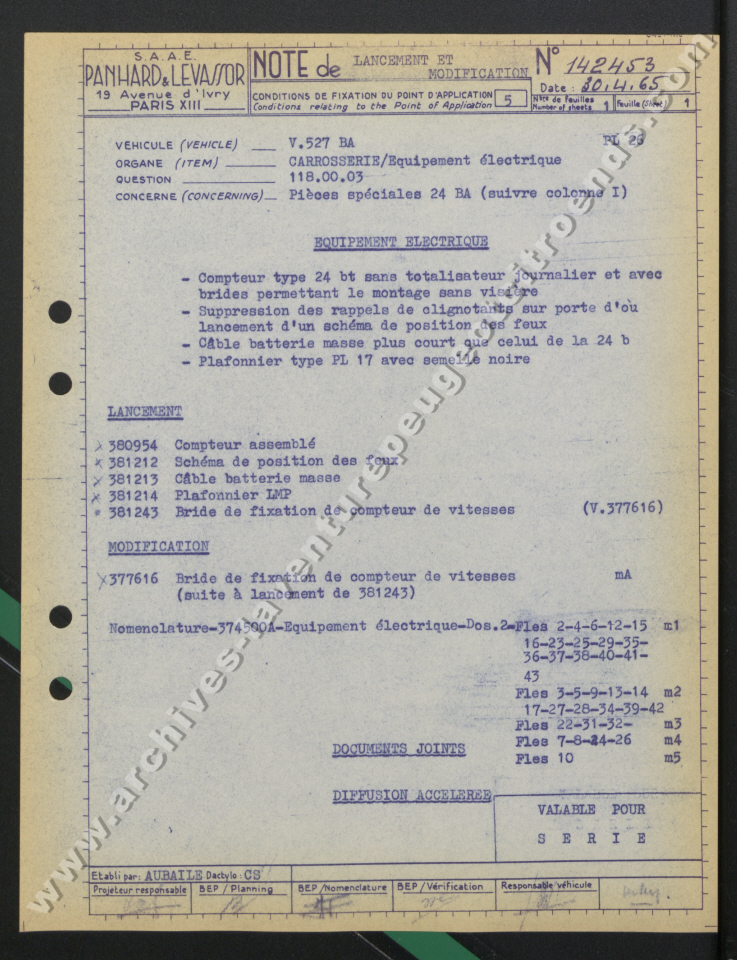 S.A.A.E.
PANHARD & LEVASSOR
19 Avenue d'Ivry
PARIS XIII
NOTE de LANCEMENT ET
MODIFICATION
N° 142453
Date : 30.4.65
CONDITIONS DE FIXATION DU POINT D'APPLICATION
Conditions relating to the Point of Application
5
Nbre de feuilles
Number of sheets 1
Feuille (Sheet) 1
VÉHICULE (VEHICLE) V.527 BA PL 26
ORGANE (ITEM) CARROSSERIE/Equipement électrique
QUESTION 118.00.03
CONCERNE (CONCERNING) Pièces spéciales 24 BA (suivre colonne I)
EQUIPEMENT ELECTRIQUE
- Compteur type 24 bt sans totalisateur journalier et avec
brides permettant le montage sans visière
- Suppression des rappels de clignotants sur porte d'où
lancement d'un schéma de position des feux
- Câble batterie masse plus court que celui de la 24 b
- Plafonnier type PL 17 avec semelle noire
LANCEMENT
380954 Compteur assemblé
381212 Schéma de position des feux
381213 Câble batterie masse
381214 Plafonnier LMP
381243 Bride de fixation de compteur de vitesses (V.377616)
MODIFICATION
377616 Bride de fixation de compteur de vitesses mA
(suite à lancement de 381243)
Nomenclature-374500A-Equipement électrique-Dos.2-Fles 2-4-6-12-15 m1
16-23-25-29-35-
36-37-38-40-41-
43
Fles 3-5-9-13-14 m2
17-27-28-34-39-42
Fles 22-31-32- m3
Fles 7-8-24-26 m4
Fles 10 m5
DOCUMENTS JOINTS
DIFFUSION ACCELEREE
VALABLE POUR
S E R I E
Etabli par: AUBAILE Dactylo: CS
Projeteur responsable
BEP / Planning
BEP / Nomenclature
BEP / Vérification
Responsable véhicule
www.archives-laventurepeugeotcitroends.com